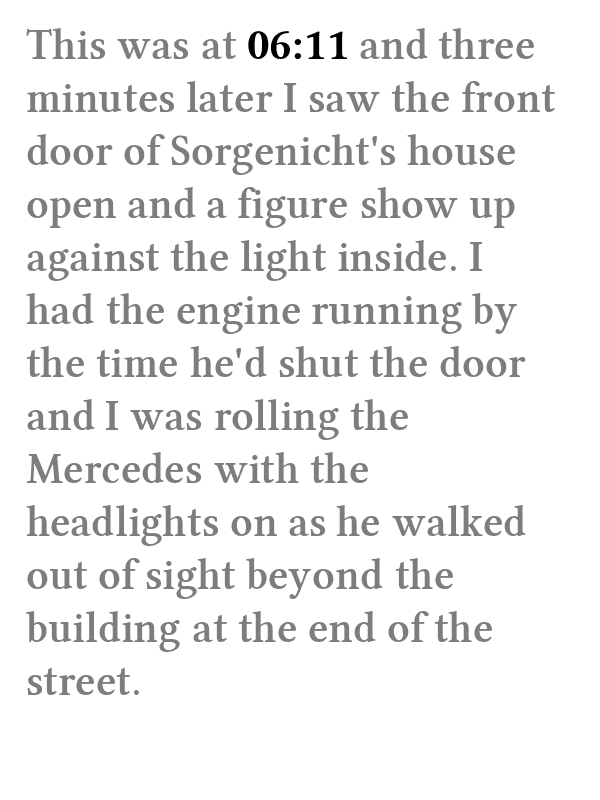 This was at 06:11 and three
minutes later I saw the front
door of Sorgenicht's house
open and a figure show up
against the light inside. I
had the engine running by
the time he'd shut the door
and I was rolling the
Mercedes with the
headlights on as he walked
out of sight beyond the
building at the end of the
street.